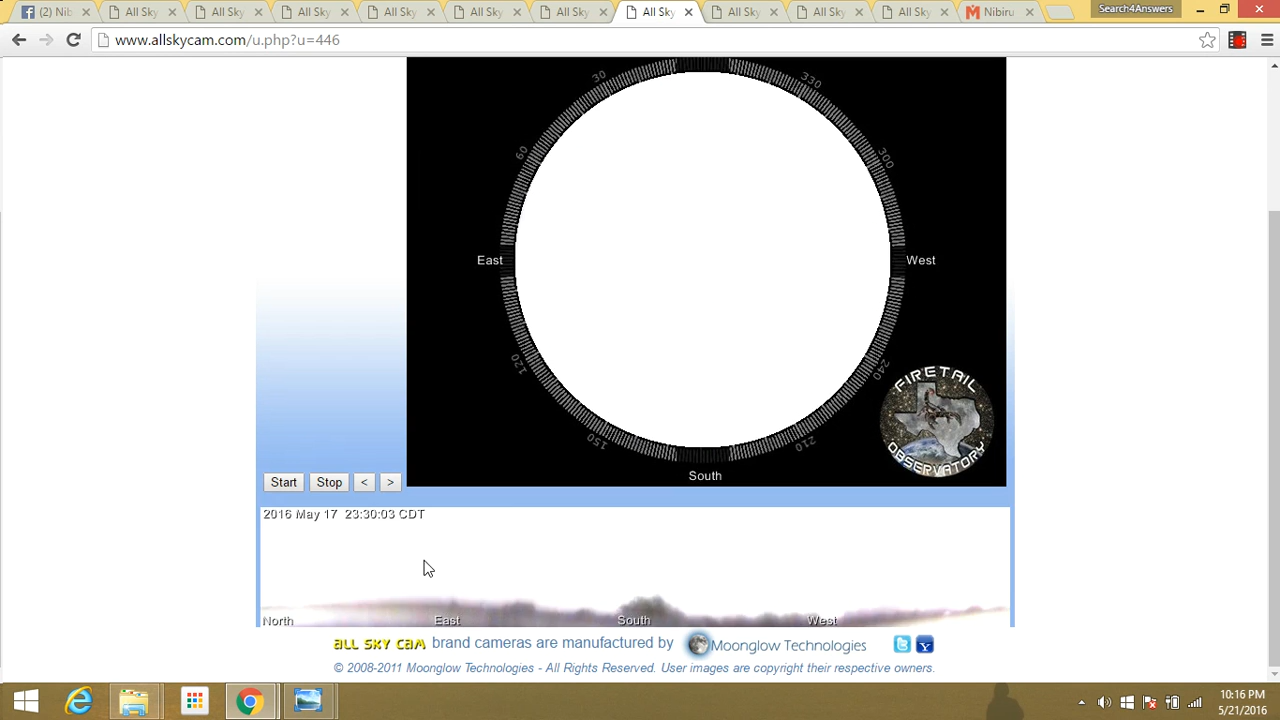 (2) Nib
All Sky
All Sky
All Sky
All Sky
All Sky
All Sky
All Sky
All Sky
All Sky
All Sky
Nibiru
Search4Answers
www.allskycam.com/u.php?u=446
30
330
60
300
East
West
120
240
150
210
South
FIRETAIL
OBSERVATORY
Start
Stop
<
>
2016 May 17 23:30:03 CDT
North
East
South
West
ALL SKY CAM brand cameras are manufactured by Moonglow Technologies
© 2008-2011 Moonglow Technologies - All Rights Reserved. User images are copyright their respective owners.
10:16 PM
5/21/2016